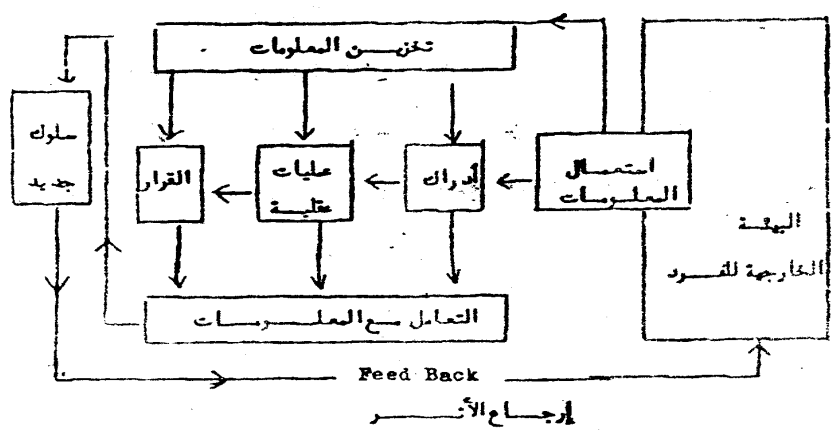 تخزين المعلومات
استعمال
المعلومات
أدراك
عمليات
عقلية
القرار
سلوك
جديد
البيئة
الخارجية للفرد
التعامل مع المعلومات
Feed Back
إرجاع الأثر